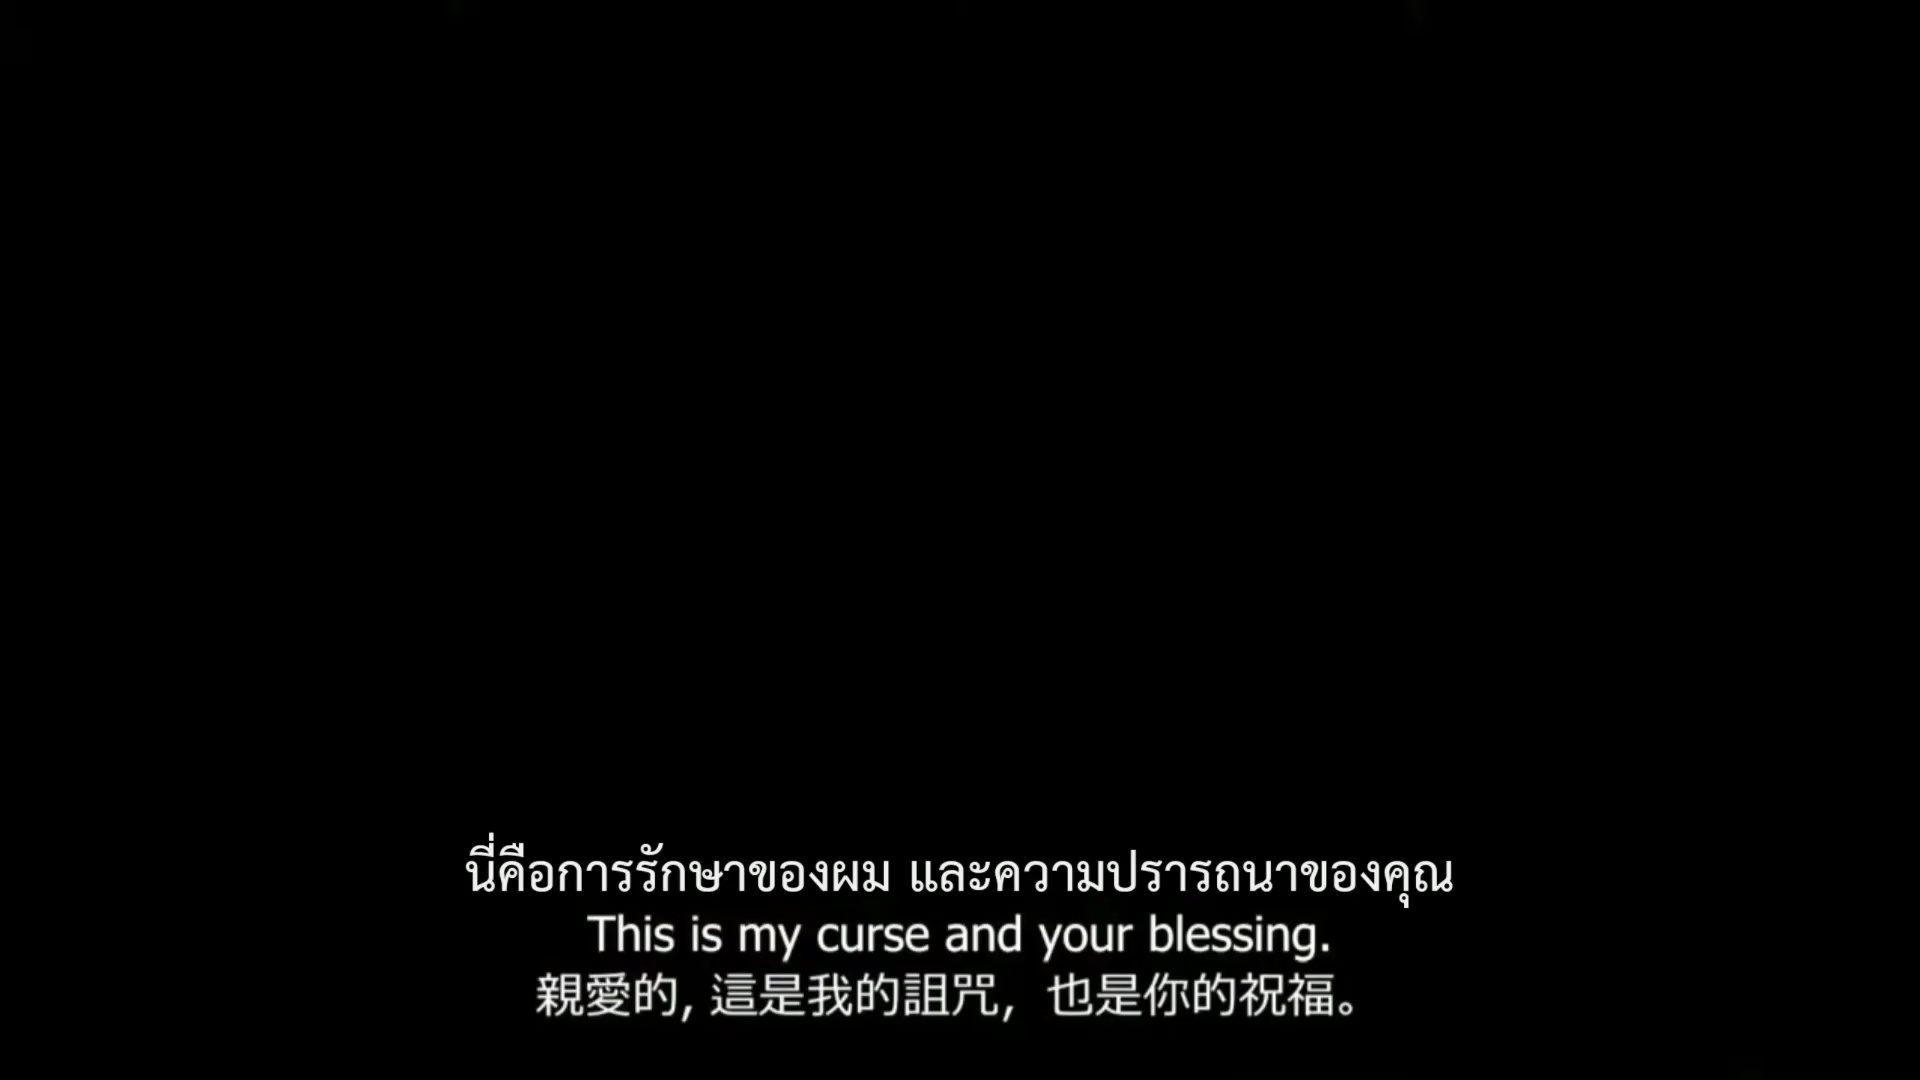 นี่คือการรักษาของผม และความปรารถนาของคุณ
This is my curse and your blessing.
親愛的, 這是我的詛咒, 也是你的祝福。